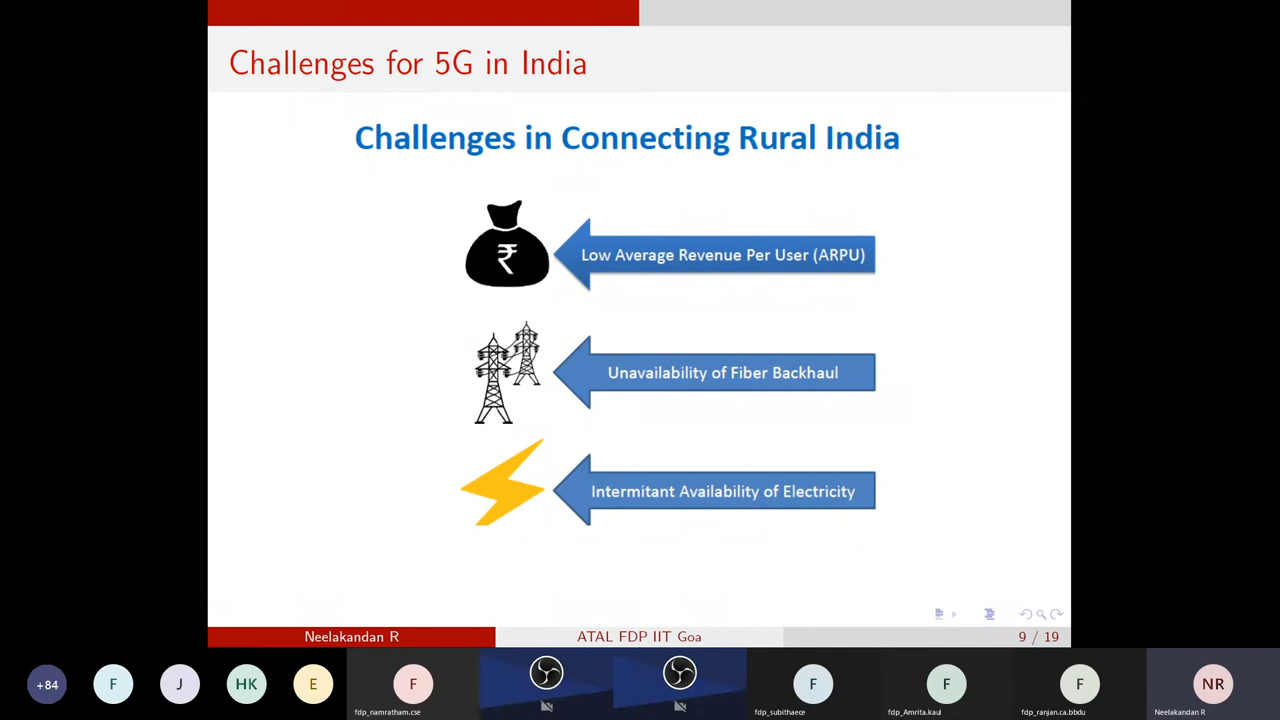 Challenges for 5G in India
Challenges in Connecting Rural India
₹
Low Average Revenue Per User (ARPU)
Unavailability of Fiber Backhaul
Intermitant Availability of Electricity
Neelakandan R
ATAL FDP IIT Goa
9 / 19
+84
F
J
HK
E
F
F
F
F
NR
fdp_namratham.cse
fdp_subithaece
fdp_Amrita.kaul
fdp_ranjan.ca.bbdu
Neelakandan R